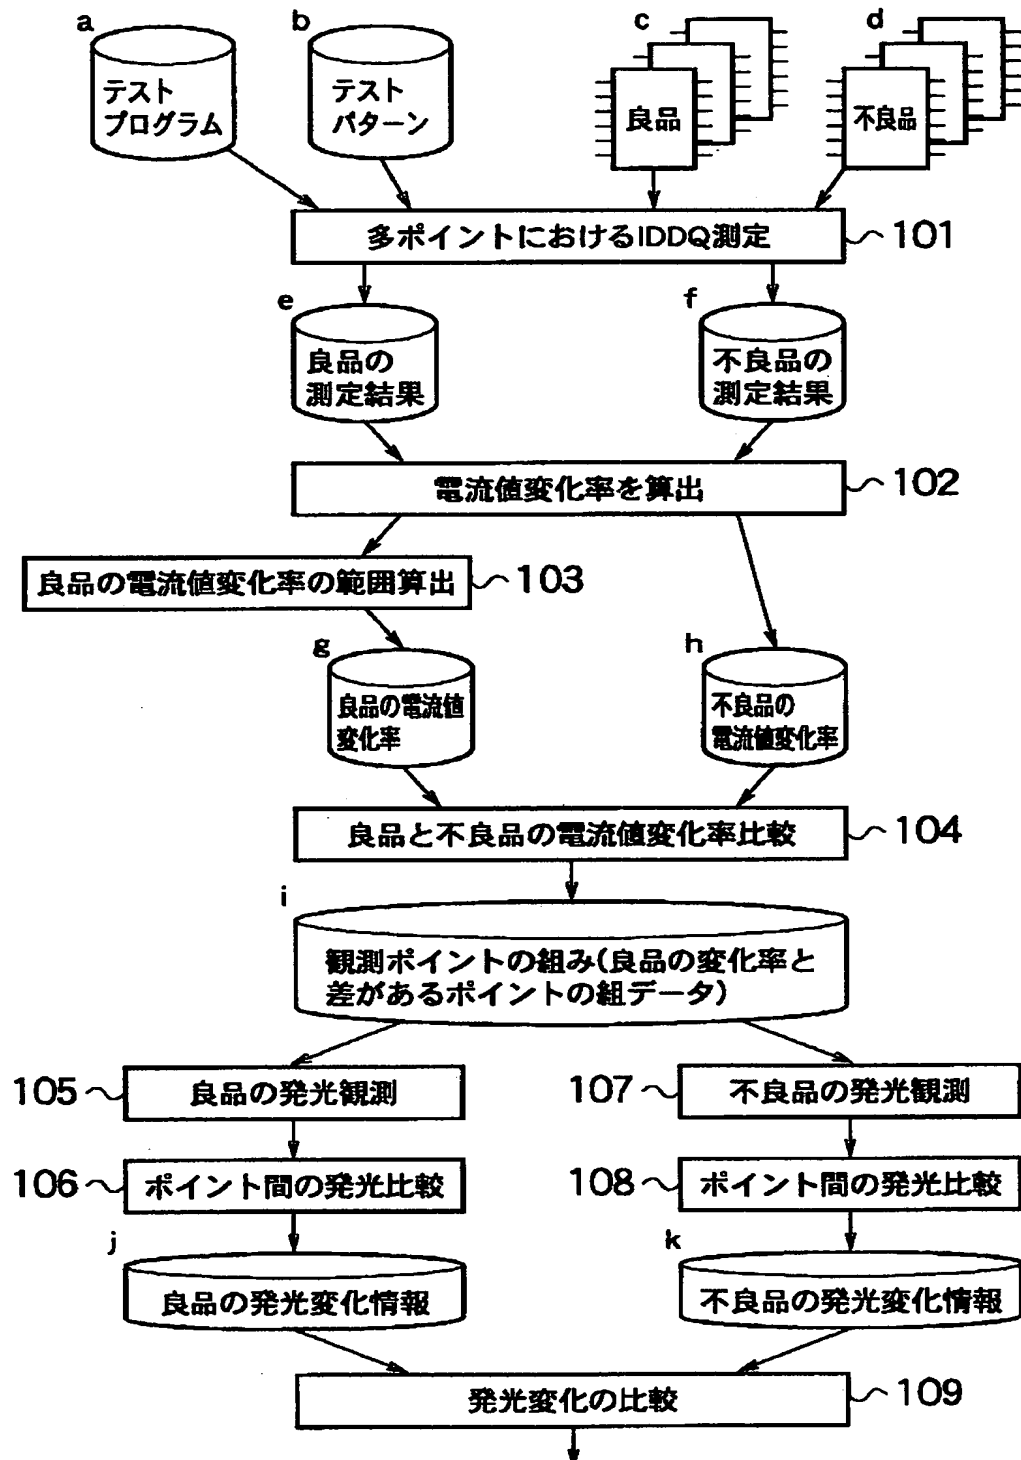 a
テスト
プログラム
b
テスト
パターン
c
良品
d
不良品
多ポイントにおけるIDDQ測定
101
e
良品の
測定結果
f
不良品の
測定結果
電流値変化率を算出
102
良品の電流値変化率の範囲算出
103
g
良品の電流値
変化率
h
不良品の
電流値変化率
良品と不良品の電流値変化率比較
104
i
観測ポイントの組み(良品の変化率と
差があるポイントの組データ)
105
良品の発光観測
107
不良品の発光観測
106
ポイント間の発光比較
108
ポイント間の発光比較
j
良品の発光変化情報
k
不良品の発光変化情報
発光変化の比較
109